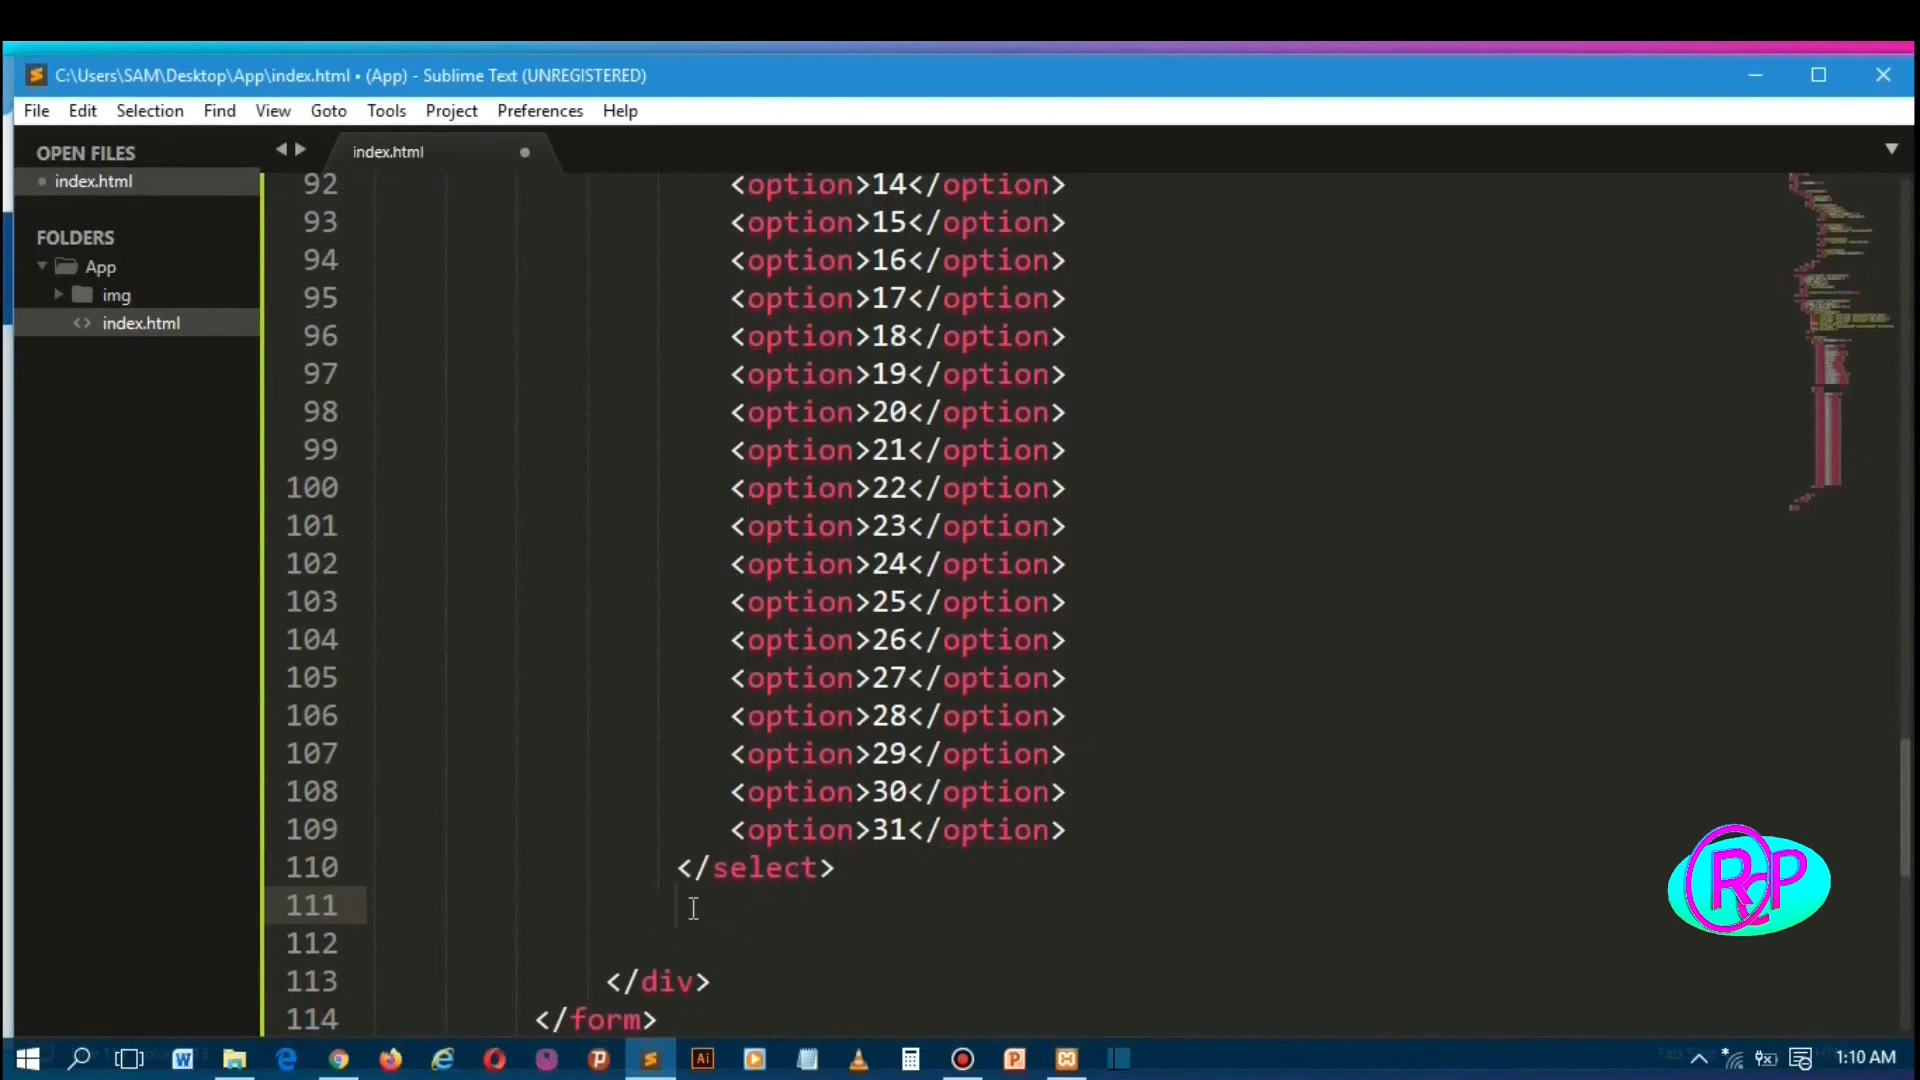 C:\Users\SAM\Desktop\App\index.html • (App) - Sublime Text (UNREGISTERED)
File Edit Selection Find View Goto Tools Project Preferences Help
OPEN FILES
index.html
FOLDERS
App
img
index.html
index.html
92 <option>14</option>
93 <option>15</option>
94 <option>16</option>
95 <option>17</option>
96 <option>18</option>
97 <option>19</option>
98 <option>20</option>
99 <option>21</option>
100 <option>22</option>
101 <option>23</option>
102 <option>24</option>
103 <option>25</option>
104 <option>26</option>
105 <option>27</option>
106 <option>28</option>
107 <option>29</option>
108 <option>30</option>
109 <option>31</option>
110 </select>
111
112
113 </div>
114 </form>
RCP
1:10 AM